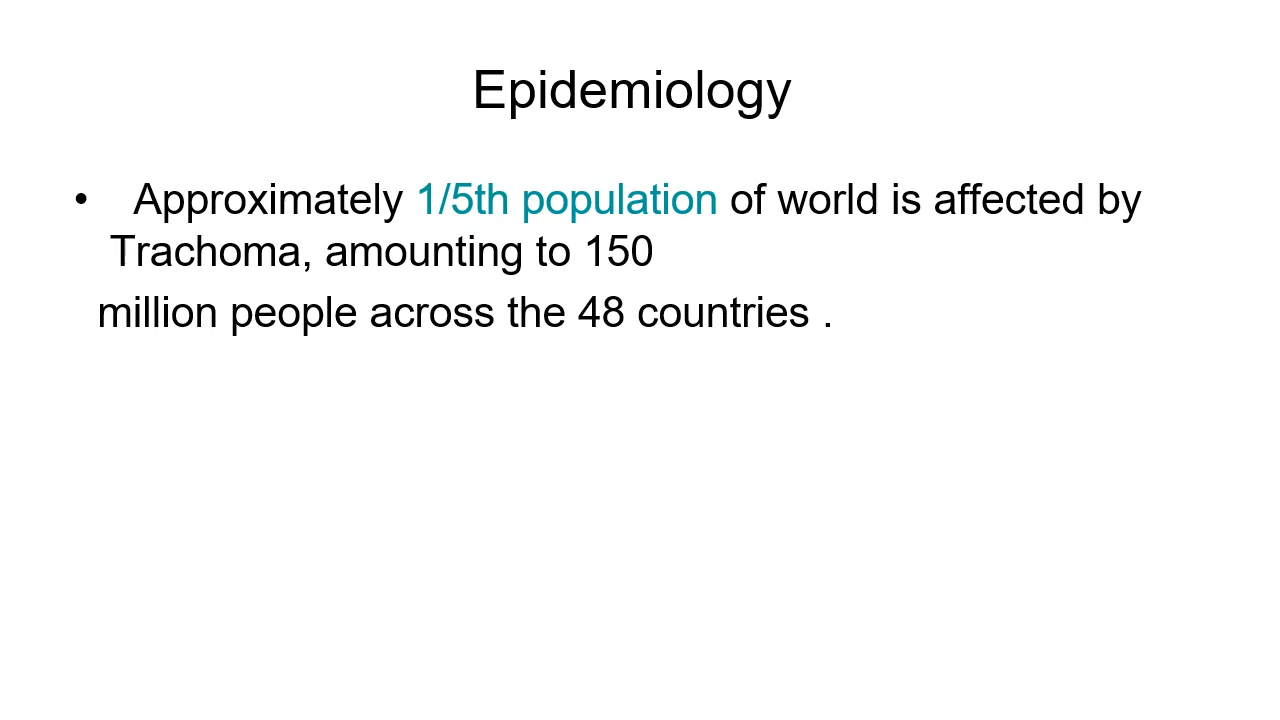 Epidemiology
• Approximately 1/5th population of world is affected by
Trachoma, amounting to 150
million people across the 48 countries .